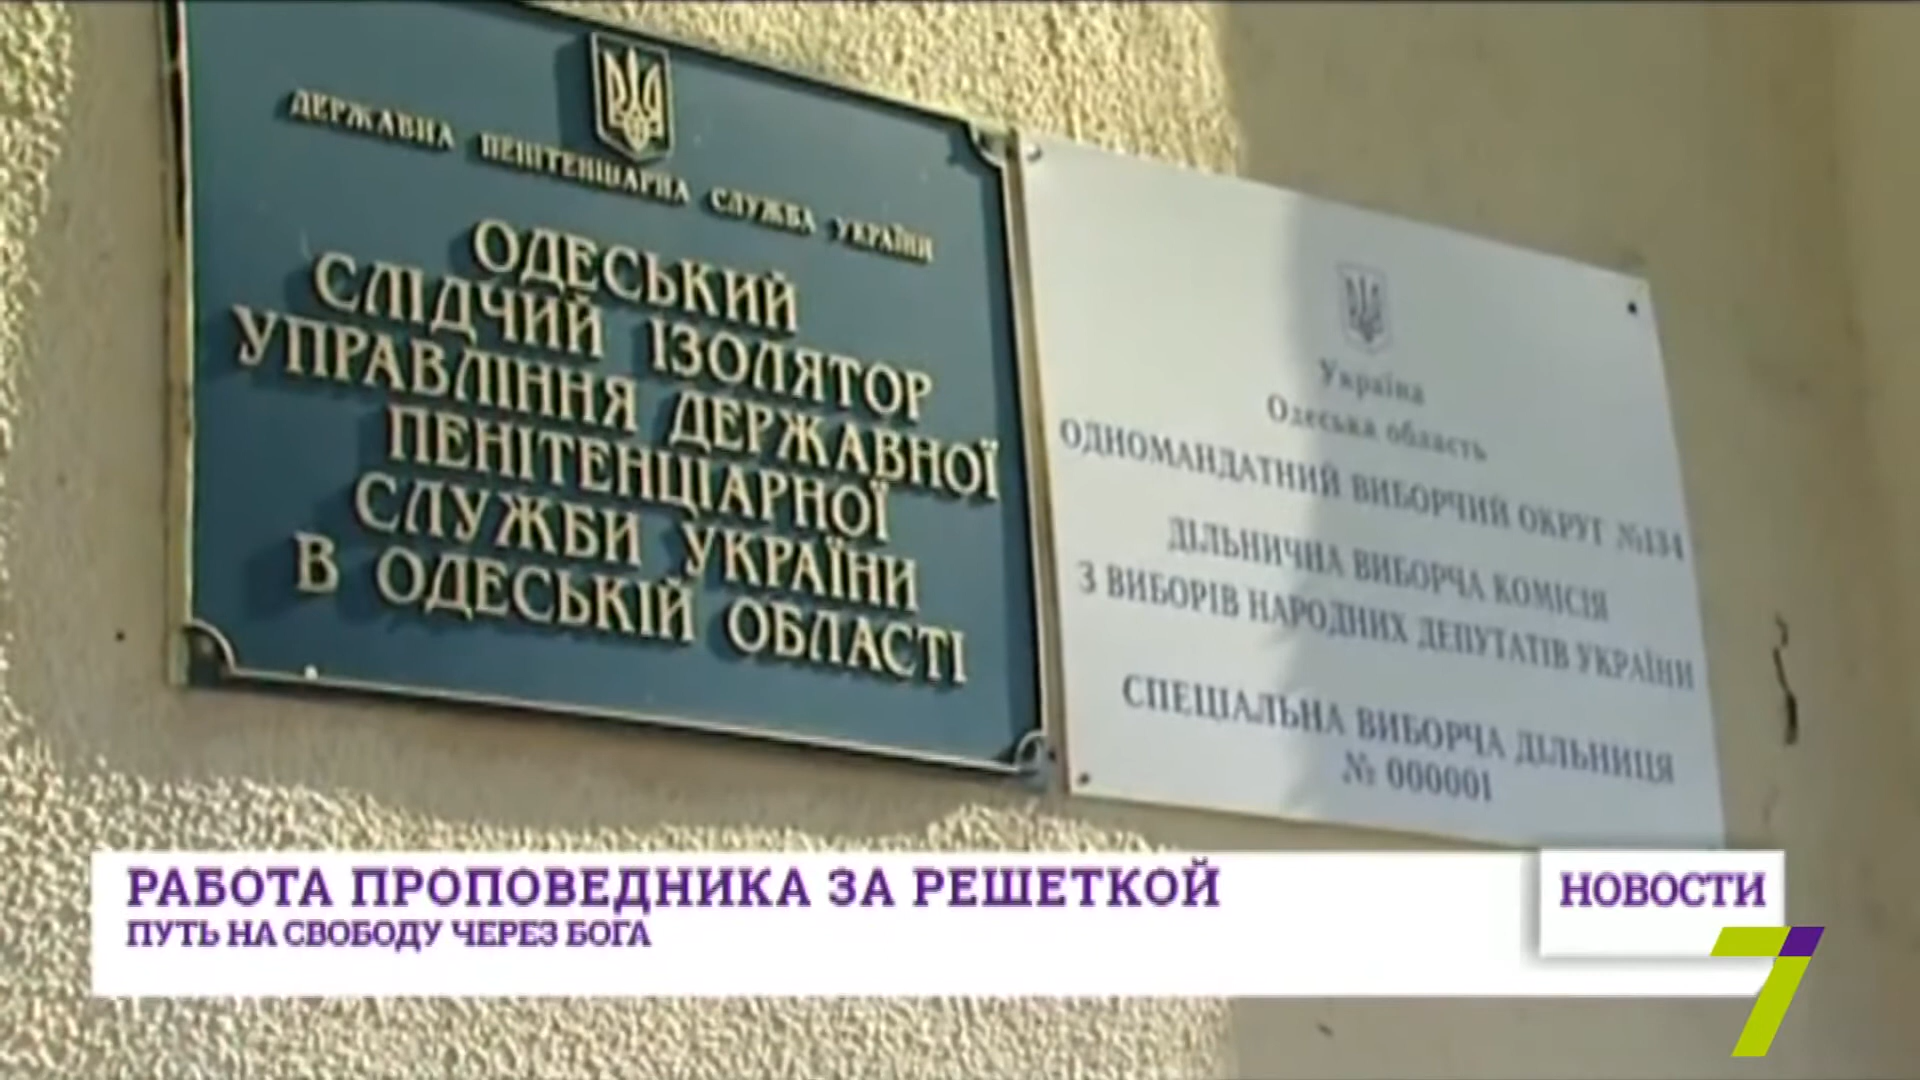 ДЕРЖАВНА ПЕНІТЕНЦІАРНА СЛУЖБА УКРАЇНИ
ОДЕСЬКИЙ
СЛІДЧИЙ ІЗОЛЯТОР
УПРАВЛІННЯ ДЕРЖАВНОЇ
ПЕНІТЕНЦІАРНОЇ
СЛУЖБИ УКРАЇНИ
В ОДЕСЬКІЙ ОБЛАСТІ
Україна
Одеська область
ОДНОМАНДАТНИЙ ВИБОРЧИЙ ОКРУГ №134
ДІЛЬНИЧНА ВИБОРЧА КОМІСІЯ
З ВИБОРІВ НАРОДНИХ ДЕПУТАТІВ УКРАЇНИ
СПЕЦІАЛЬНА ВИБОРЧА ДІЛЬНИЦЯ
№ 000001
РАБОТА ПРОПОВЕДНИКА ЗА РЕШЕТКОЙ
ПУТЬ НА СВОБОДУ ЧЕРЕЗ БОГА
НОВОСТИ
7